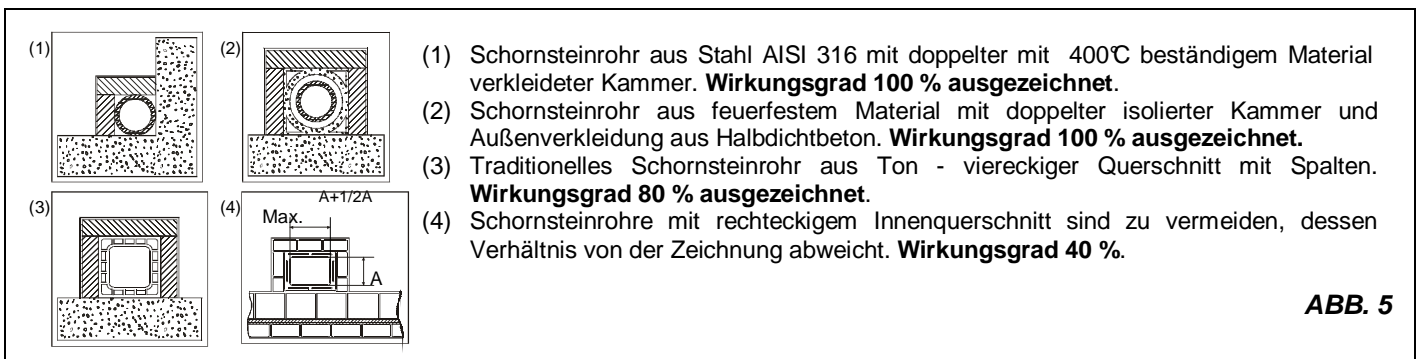 (1)
(2)
(3)
(4)
A+1/2A
Max.
A
(1) Schornsteinrohr aus Stahl AISI 316 mit doppelter mit 400℃ beständigem Material
verkleideter Kammer. Wirkungsgrad 100 % ausgezeichnet.
(2) Schornsteinrohr aus feuerfestem Material mit doppelter isolierter Kammer und
Außenverkleidung aus Halbdichtbeton. Wirkungsgrad 100 % ausgezeichnet.
(3) Traditionelles Schornsteinrohr aus Ton - viereckiger Querschnitt mit Spalten.
Wirkungsgrad 80 % ausgezeichnet.
(4) Schornsteinrohre mit rechteckigem Innenquerschnitt sind zu vermeiden, dessen
Verhältnis von der Zeichnung abweicht. Wirkungsgrad 40 %.
ABB. 5